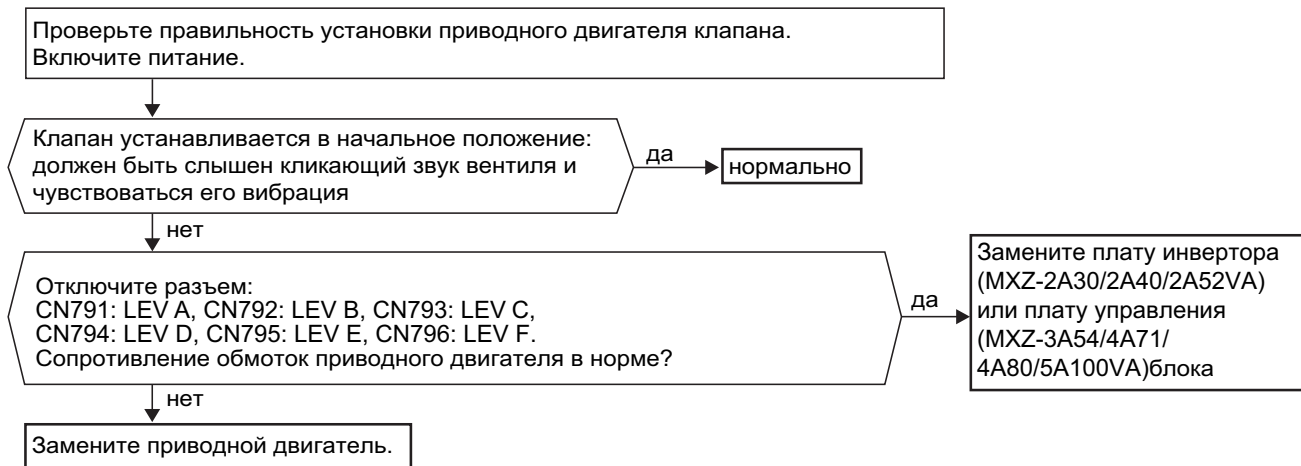 Проверьте правильность установки приводного двигателя клапана.
Включите питание.
Клапан устанавливается в начальное положение:
должен быть слышен кликающий звук вентиля и
чувствоваться его вибрация
да
нормально
нет
Отключите разъем:
CN791: LEV A, CN792: LEV B, CN793: LEV C,
CN794: LEV D, CN795: LEV E, CN796: LEV F.
Сопротивление обмоток приводного двигателя в норме?
да
Замените плату инвертора
(MXZ-2A30/2A40/2A52VA)
или плату управления
(MXZ-3A54/4A71/
4A80/5A100VA)блока
нет
Замените приводной двигатель.